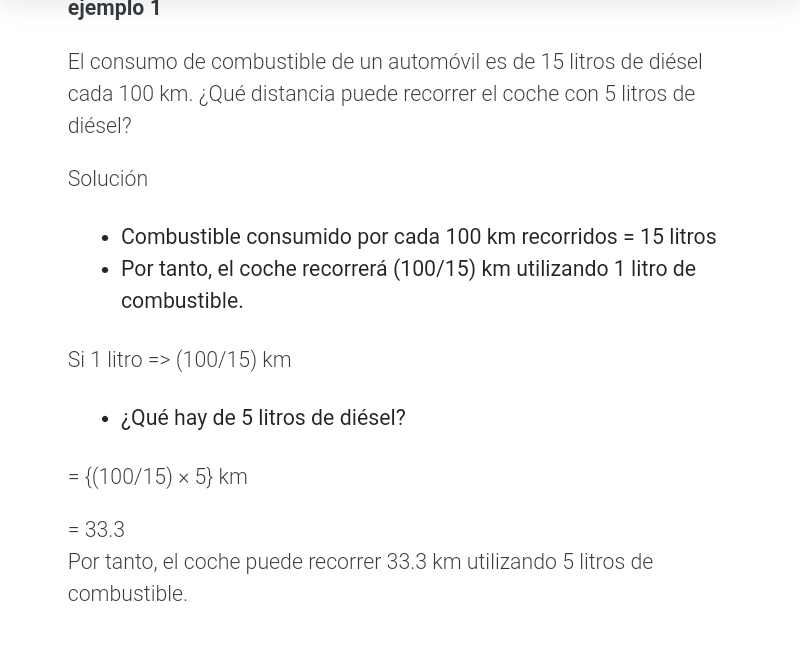 ejemplo 1
El consumo de combustible de un automóvil es de 15 litros de diésel
cada 100 km. ¿Qué distancia puede recorrer el coche con 5 litros de
diésel?
Solución
• Combustible consumido por cada 100 km recorridos = 15 litros
• Por tanto, el coche recorrerá (100/15) km utilizando 1 litro de
combustible.
Si 1 litro => (100/15) km
• ¿Qué hay de 5 litros de diésel?
= {(100/15) × 5} km
= 33.3
Por tanto, el coche puede recorrer 33.3 km utilizando 5 litros de
combustible.